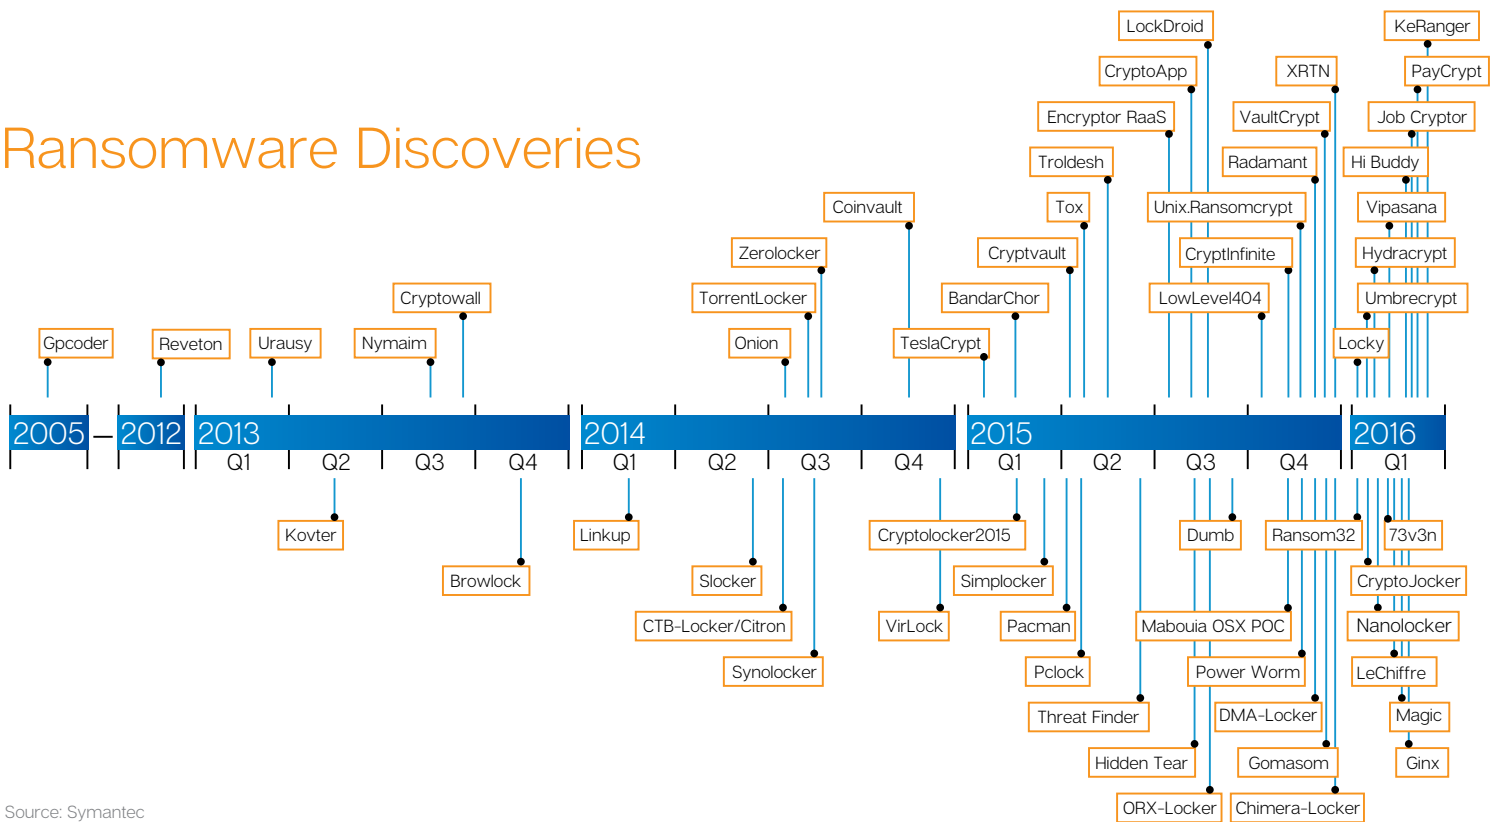 LockDroid
KeRanger
CryptoApp
XRTN
PayCrypt
Encryptor RaaS
VaultCrypt
Job Cryptor
Ransomware Discoveries
Troldesh
Radamant
Hi Buddy
Coinvault
Tox
Unix.Ransomcrypt
Vipasana
Zerolocker
Cryptvault
CryptInfinite
Hydracrypt
Cryptowall
TorrentLocker
BandarChor
LowLevel404
Umbrecrypt
Gpcoder
Reveton
Urausy
Nymaim
Onion
TeslaCrypt
Locky
2005
2012
2013
2014
2015
2016
Q1
Q2
Q3
Q4
Q1
Q2
Q3
Q4
Q1
Q2
Q3
Q4
Q1
Kovter
Linkup
Cryptolocker2015
Dumb
Ransom32
73v3n
Browlock
Slocker
Simplocker
CryptoJocker
CTB-Locker/Citron
VirLock
Pacman
Mabouia OSX POC
Nanolocker
Synolocker
Pclock
Power Worm
LeChiffre
Threat Finder
DMA-Locker
Magic
Hidden Tear
Gomasom
Ginx
ORX-Locker
Chimera-Locker
Source: Symantec